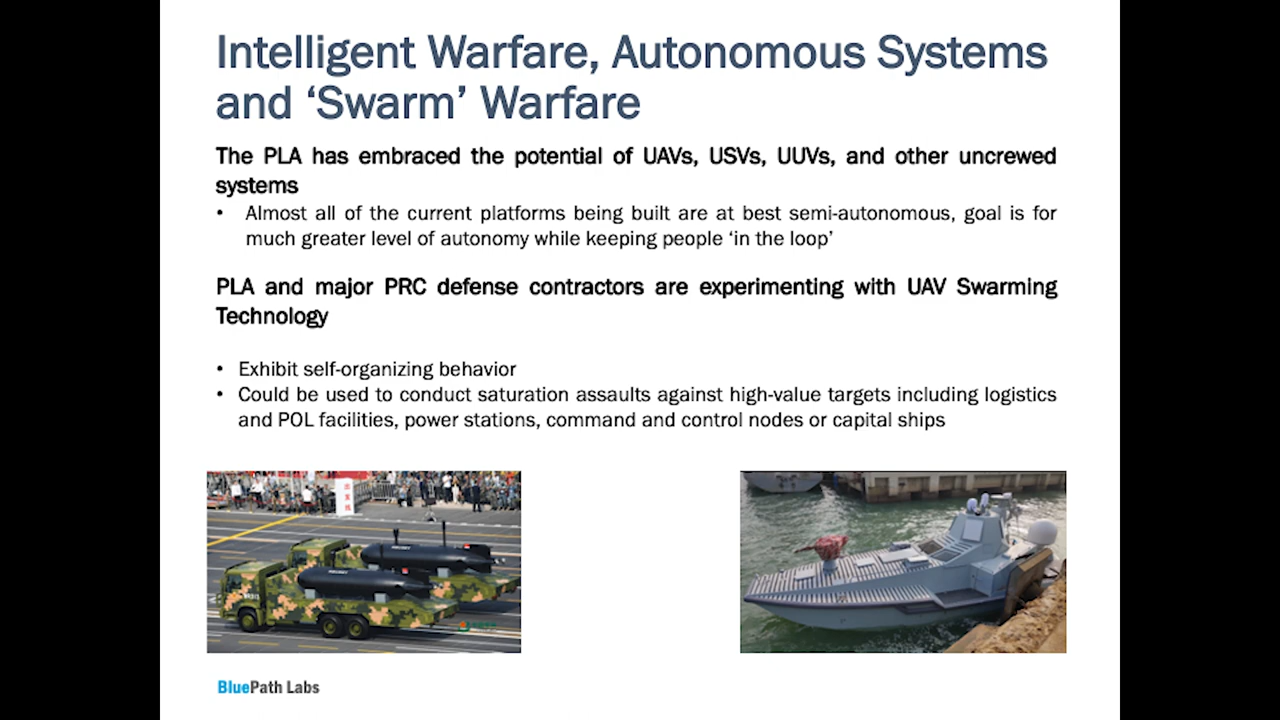 Intelligent Warfare, Autonomous Systems
and ‘Swarm’ Warfare
The PLA has embraced the potential of UAVs, USVs, UUVs, and other uncrewed
systems
• Almost all of the current platforms being built are at best semi-autonomous, goal is for
much greater level of autonomy while keeping people ‘in the loop’
PLA and major PRC defense contractors are experimenting with UAV Swarming
Technology
• Exhibit self-organizing behavior
• Could be used to conduct saturation assaults against high-value targets including logistics
and POL facilities, power stations, command and control nodes or capital ships
BluePath Labs